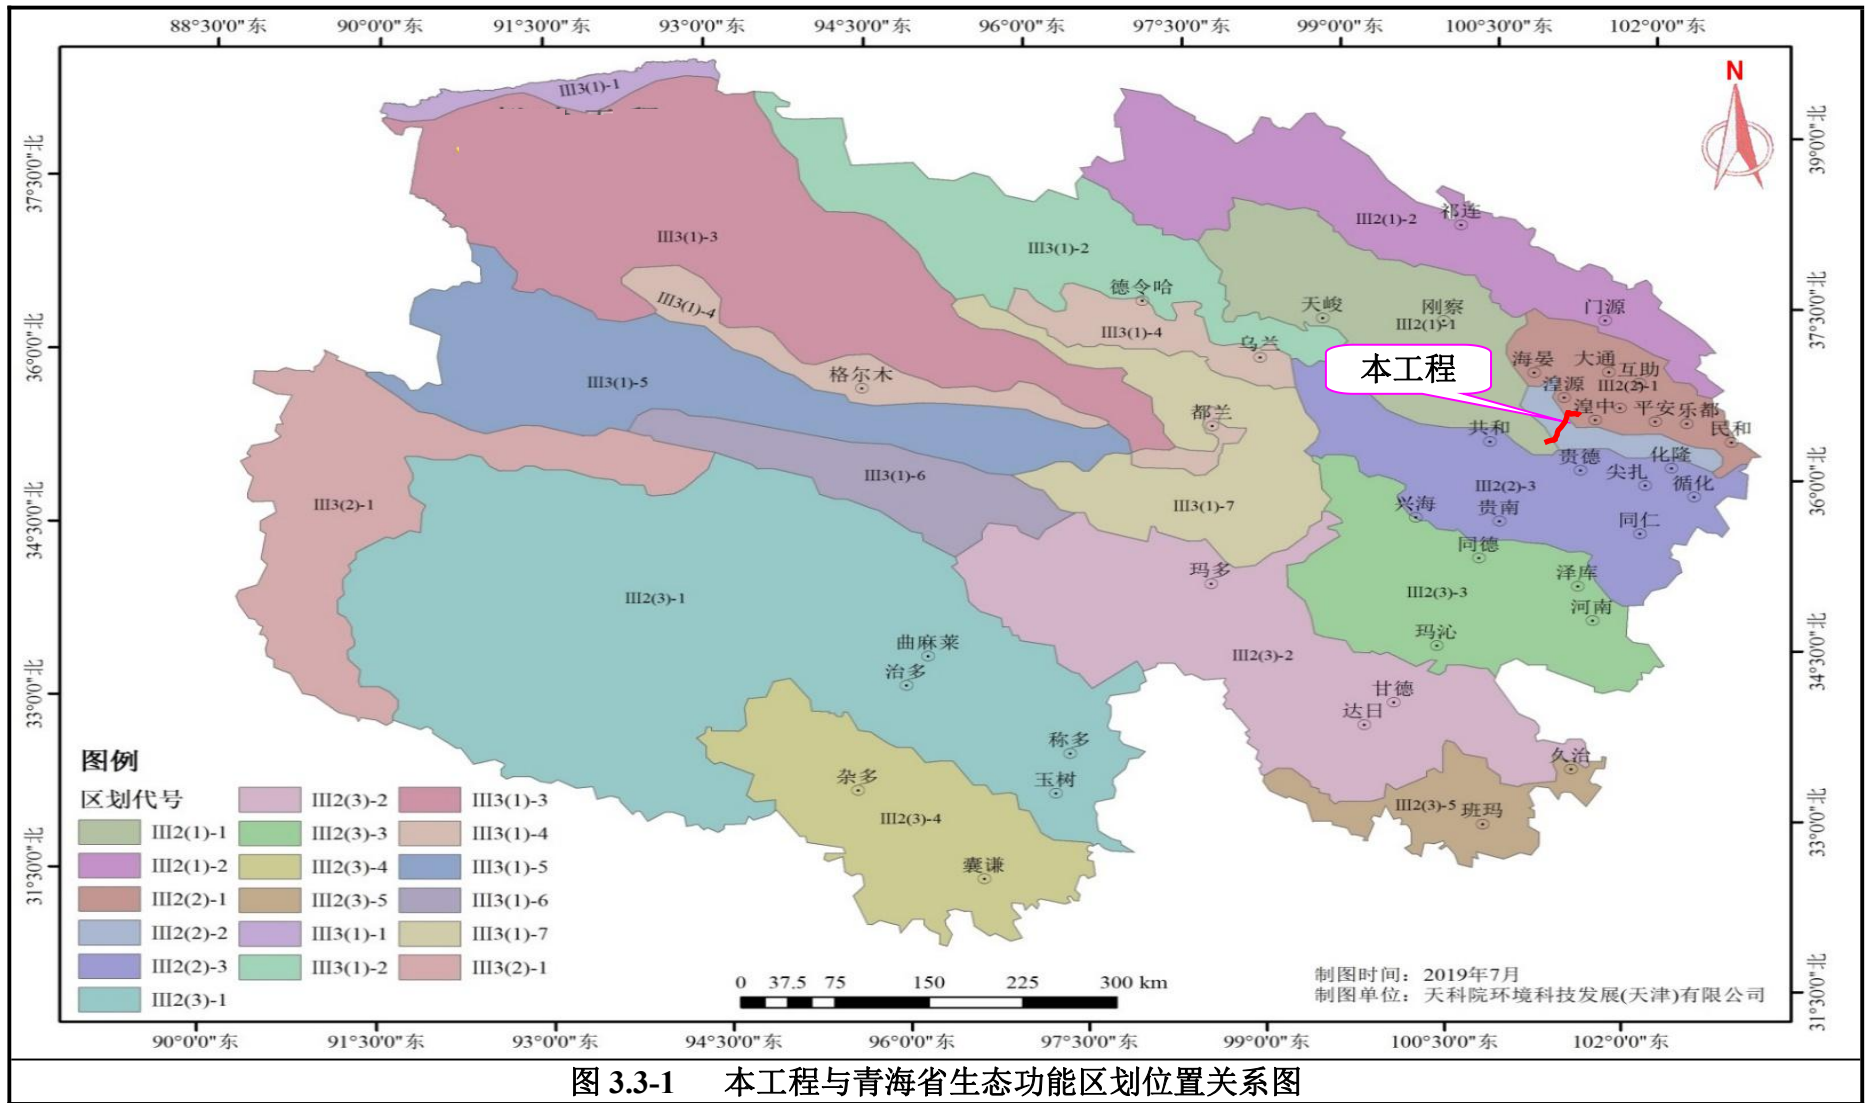 88°30'0"东 90°0'0"东 91°30'0"东 93°0'0"东 94°30'0"东 96°0'0"东 97°30'0"东 99°0'0"东 100°30'0"东 102°0'0"东
N
39°0'0"北
37°30'0"北
36°0'0"北
34°30'0"北
33°0'0"北
31°30'0"北
37°30'0"北
36°0'0"北
34°30'0"北
33°0'0"北
31°30'0"北
III3(1)-1
III3(1)-3
III3(1)-2
III2(1)-2
祁连
III3(1)-4
德令哈
天峻
刚察
III2(1)-1
门源
III3(1)-4
乌兰
本工程
海晏
大通
互助
湟源
III2(2)-1
III3(1)-5
格尔木
湟中
平安
乐都
都兰
共和
民和
贵德
化隆
III3(1)-6
尖扎
循化
III2(2)-3
III3(2)-1
III3(1)-7
兴海
贵南
同仁
同德
玛多
泽库
III2(3)-1
III2(3)-3
河南
曲麻莱
玛沁
III2(3)-2
治多
甘德
达日
称多
久治
杂多
玉树
III2(3)-4
III2(3)-5
班玛
囊谦
图例
区划代号
III2(1)-1
III2(1)-2
III2(2)-1
III2(2)-2
III2(2)-3
III2(3)-1
III2(3)-2
III2(3)-3
III2(3)-4
III2(3)-5
III3(1)-1
III3(1)-2
III3(1)-3
III3(1)-4
III3(1)-5
III3(1)-6
III3(1)-7
III3(2)-1
0 37.5 75 150 225 300 km
制图时间：2019年7月
制图单位：天科院环境科技发展(天津)有限公司
90°0'0"东 91°30'0"东 93°0'0"东 94°30'0"东 96°0'0"东 97°30'0"东 99°0'0"东 100°30'0"东 102°0'0"东
图 3.3-1 本工程与青海省生态功能区划位置关系图